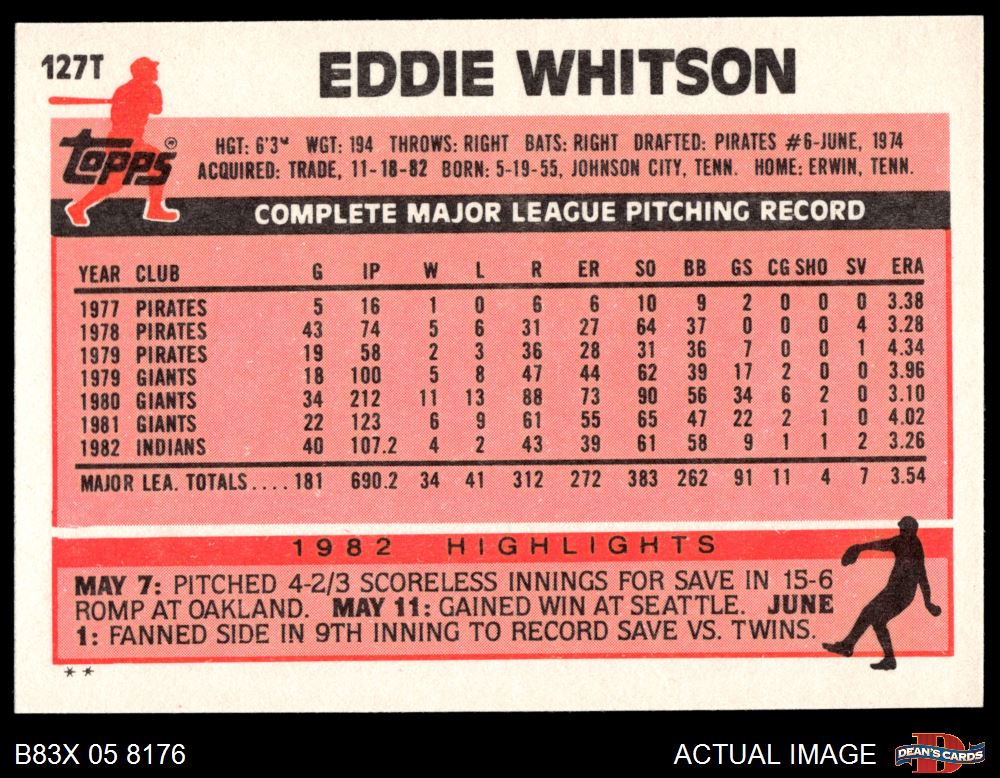 127T
EDDIE WHITSON
Topps®
HGT: 6'3" WGT: 194 THROWS: RIGHT BATS: RIGHT DRAFTED: PIRATES #6-JUNE, 1974
ACQUIRED: TRADE, 11-18-82 BORN: 5-19-55, JOHNSON CITY, TENN. HOME: ERWIN, TENN.
COMPLETE MAJOR LEAGUE PITCHING RECORD
YEAR CLUB G IP W L R ER SO BB GS CG SHO SV ERA
1977 PIRATES 5 16 1 0 6 6 10 9 2 0 0 0 3.38
1978 PIRATES 43 74 5 6 31 27 64 37 0 0 0 4 3.28
1979 PIRATES 19 58 2 3 36 28 31 36 7 0 0 1 4.34
1979 GIANTS 18 100 5 8 47 44 62 39 17 2 0 0 3.96
1980 GIANTS 34 212 11 13 88 73 90 56 34 6 2 0 3.10
1981 GIANTS 22 123 6 9 61 55 65 47 22 2 1 0 4.02
1982 INDIANS 40 107.2 4 2 43 39 61 58 9 1 1 2 3.26
MAJOR LEA. TOTALS.... 181 690.2 34 41 312 272 383 262 91 11 4 7 3.54
1982 HIGHLIGHTS
MAY 7: PITCHED 4-2/3 SCORELESS INNINGS FOR SAVE IN 15-6
ROMP AT OAKLAND. MAY 11: GAINED WIN AT SEATTLE. JUNE
1: FANNED SIDE IN 9TH INNING TO RECORD SAVE VS. TWINS.
**
B83X 05 8176
ACTUAL IMAGE
DEAN'S CARDS